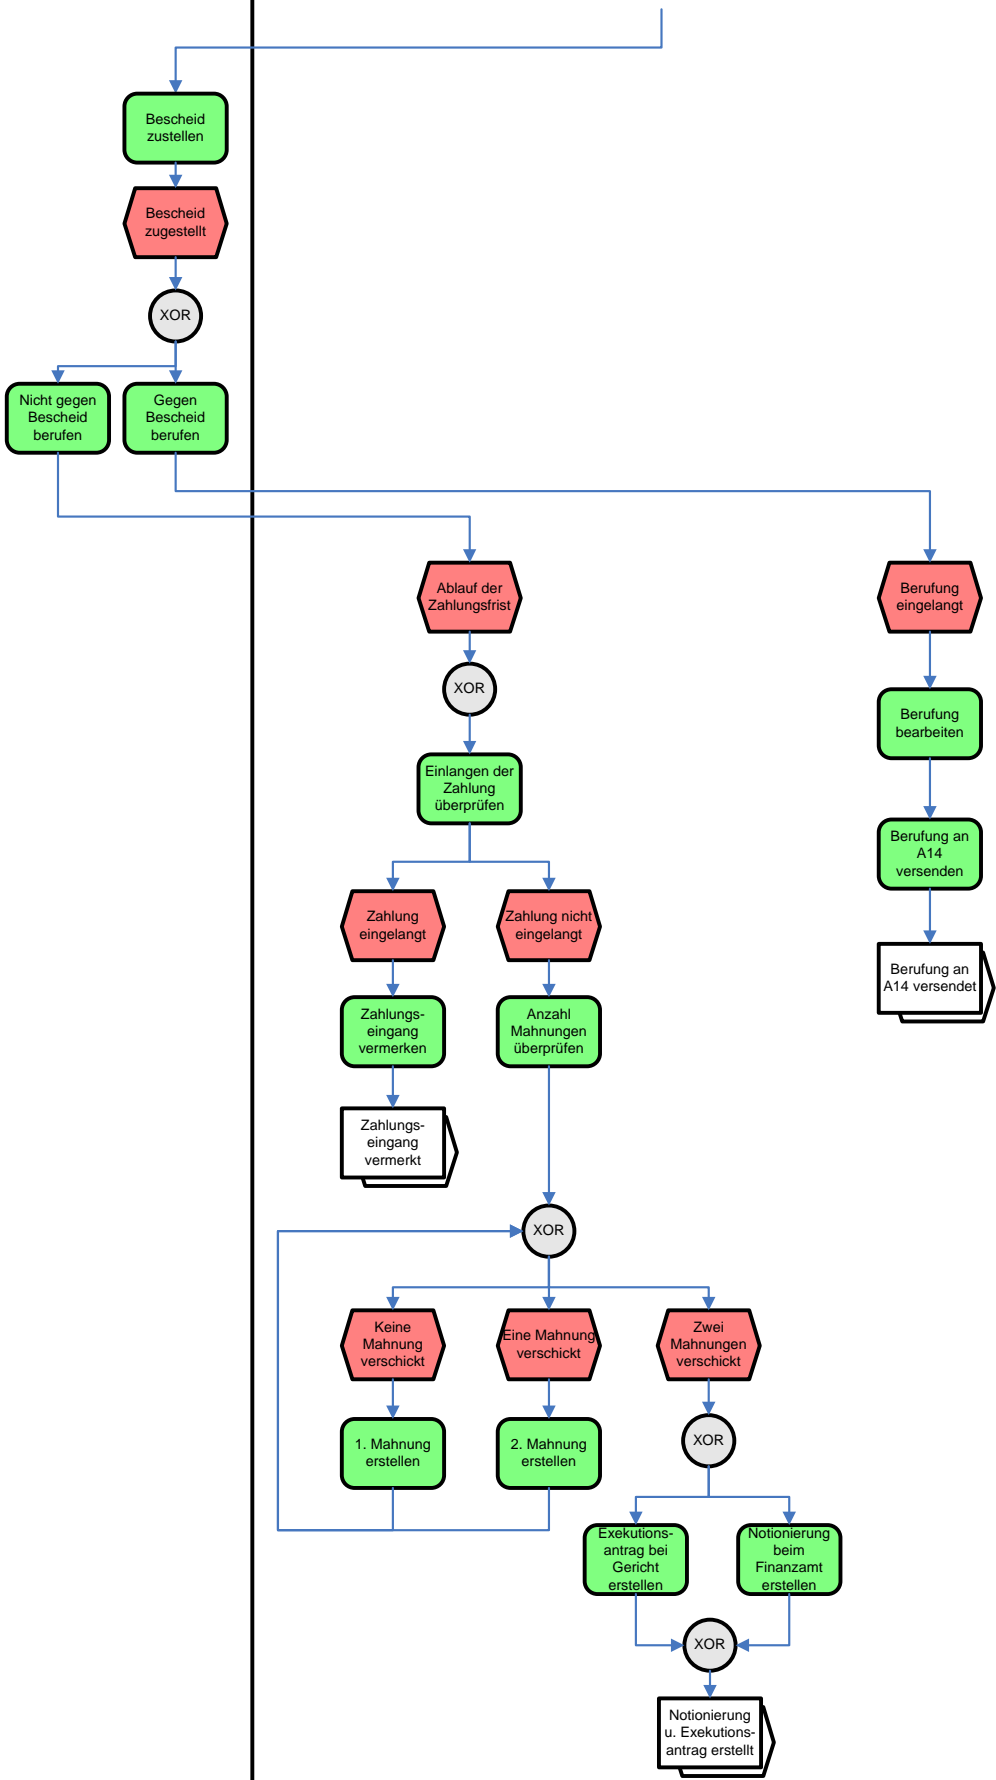 Bescheid
zustellen
Bescheid
zugestellt
XOR
Nicht gegen
Bescheid
berufen
Gegen
Bescheid
berufen
Ablauf der
Zahlungsfrist
Berufung
eingelangt
XOR
Berufung
bearbeiten
Einlangen der
Zahlung
überprüfen
Berufung an
A14
versenden
Zahlung
eingelangt
Zahlung nicht
eingelangt
Berufung an
A14 versendet
Zahlungs-
eingang
vermerken
Anzahl
Mahnungen
überprüfen
Zahlungs-
eingang
vermerkt
XOR
Keine
Mahnung
verschickt
Eine Mahnung
verschickt
Zwei
Mahnungen
verschickt
1. Mahnung
erstellen
2. Mahnung
erstellen
XOR
Exekutions-
antrag bei
Gericht
erstellen
Notionierung
beim
Finanzamt
erstellen
XOR
Notionierung
u. Exekutions-
antrag erstellt